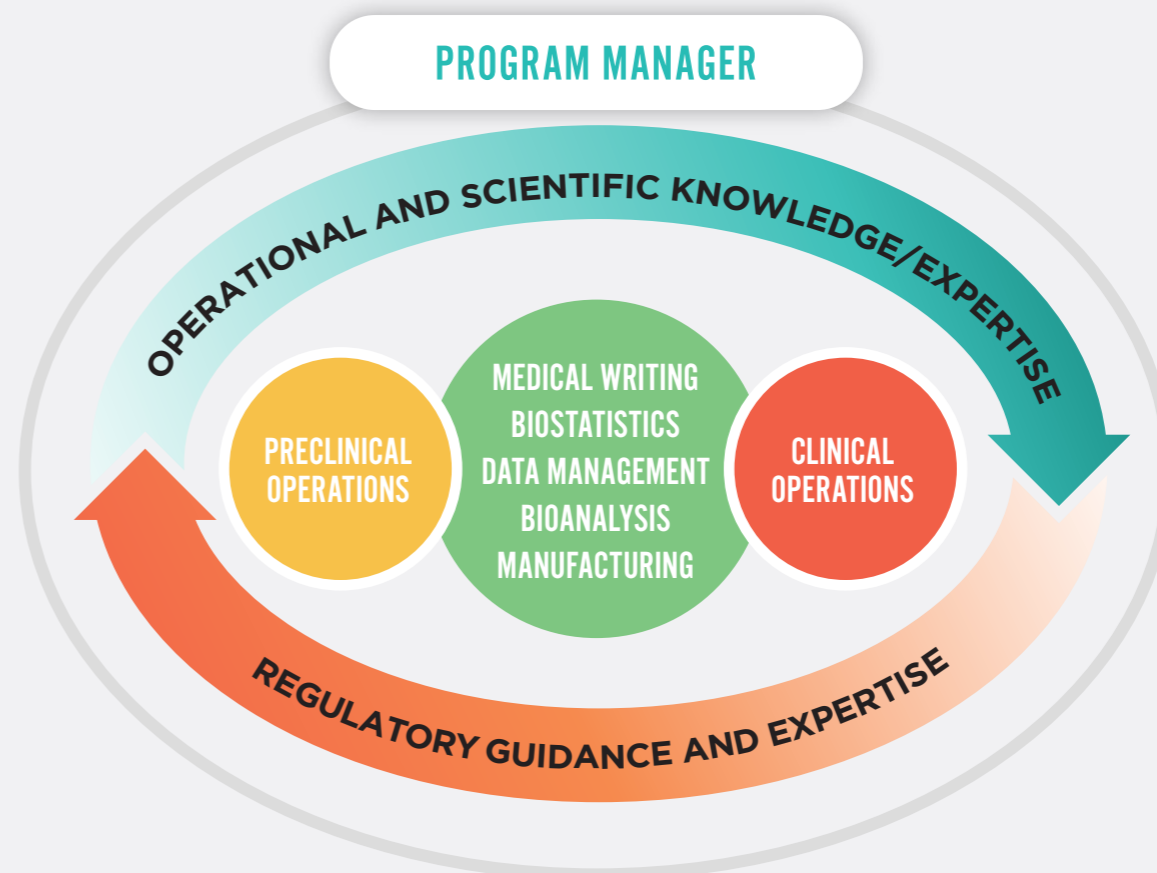 PROGRAM MANAGER
OPERATIONAL AND SCIENTIFIC KNOWLEDGE/EXPERTISE
PRECLINICAL
OPERATIONS
MEDICAL WRITING
BIOSTATISTICS
DATA MANAGEMENT
BIOANALYSIS
MANUFACTURING
CLINICAL
OPERATIONS
REGULATORY GUIDANCE AND EXPERTISE